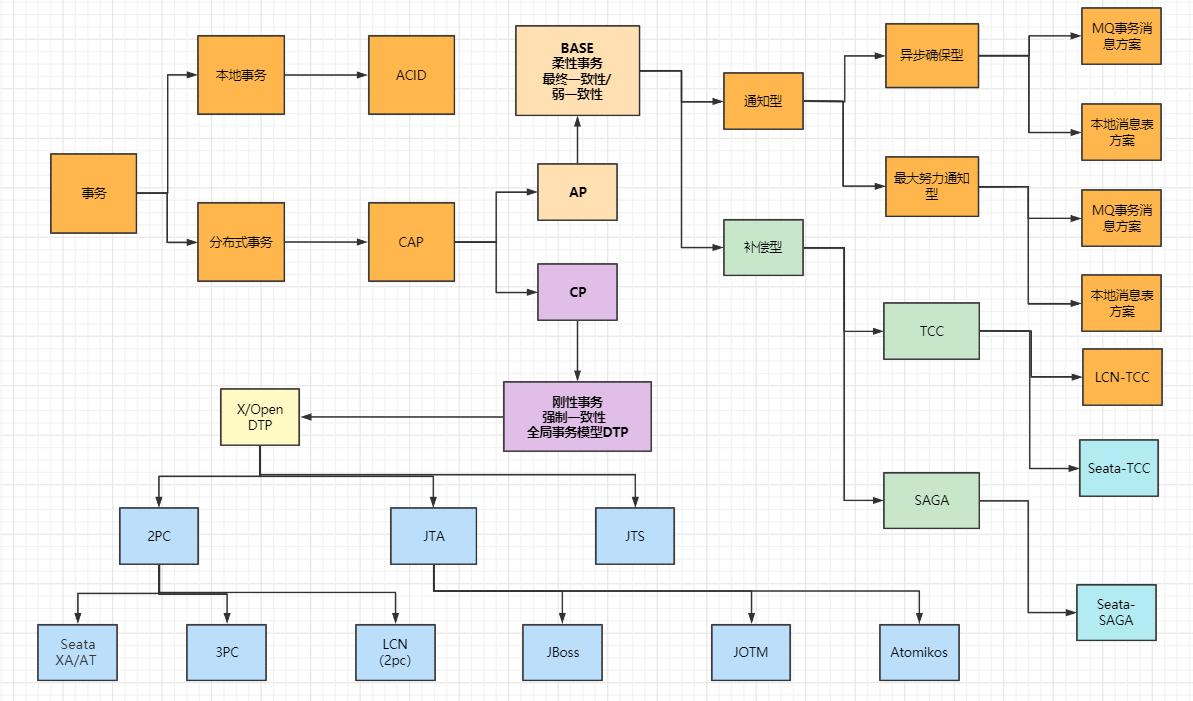 事务
本地事务
ACID
分布式事务
CAP
BASE
柔性事务
最终一致性/
弱一致性
AP
CP
刚性事务
强制一致性
全局事务模型DTP
通知型
异步确保型
MQ事务消
息方案
本地消息表
方案
最大努力通知
型
MQ事务消
息方案
本地消息表
方案
补偿型
TCC
LCN-TCC
Seata-TCC
SAGA
Seata-
SAGA
X/Open
DTP
2PC
JTA
JTS
Seata
XA/AT
3PC
LCN
(2pc)
JBoss
JOTM
Atomikos